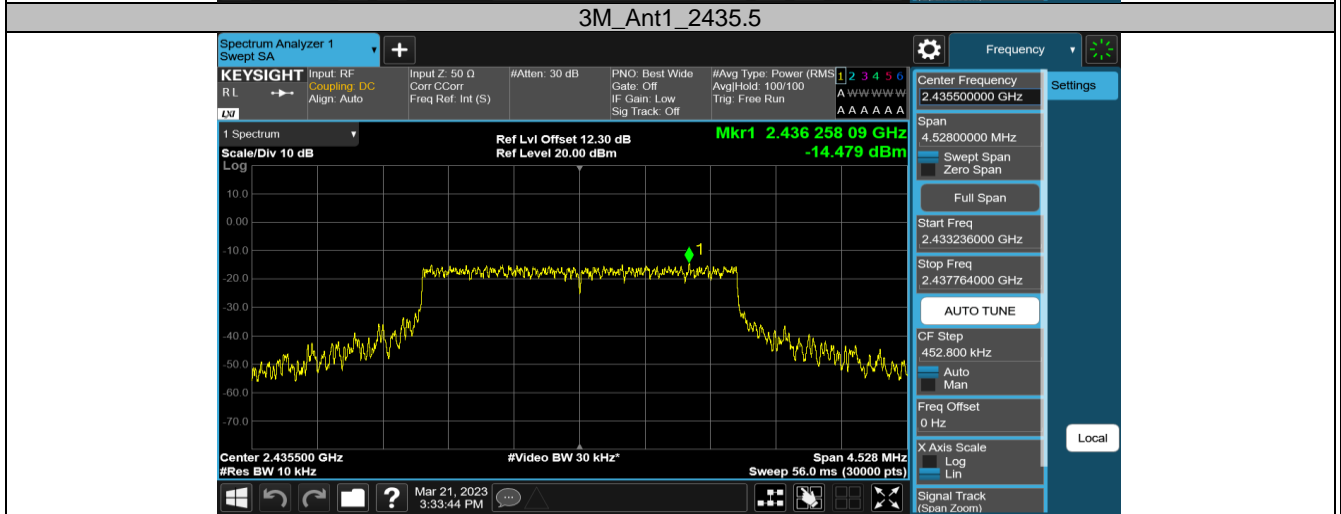 3M_Ant1_2435.5
Spectrum Analyzer 1
Swept SA
Frequency
KEYSIGHT
R L
LXI
Input: RF
Coupling: DC
Align: Auto
Input Z: 50 Ω
Corr CCorr
Freq Ref: Int (S)
#Atten: 30 dB
PNO: Best Wide
Gate: Off
IF Gain: Low
Sig Track: Off
#Avg Type: Power (RMS
Avg|Hold: 100/100
Trig: Free Run
1 2 3 4 5 6
A W W W W W
A A A A A A
Center Frequency
2.435500000 GHz
Settings
1 Spectrum
Scale/Div 10 dB
Ref Lvl Offset 12.30 dB
Ref Level 20.00 dBm
Mkr1 2.436 258 09 GHz
-14.479 dBm
Span
4.52800000 MHz
Swept Span
Zero Span
Full Span
Start Freq
2.433236000 GHz
Stop Freq
2.437764000 GHz
AUTO TUNE
CF Step
452.800 kHz
Auto
Man
Freq Offset
0 Hz
X Axis Scale
Log
Lin
Signal Track
(Span Zoom)
Local
Log
10.0
0.00
-10.0
-20.0
-30.0
-40.0
-50.0
-60.0
-70.0
1
Center 2.435500 GHz
#Res BW 10 kHz
#Video BW 30 kHz*
Span 4.528 MHz
Sweep 56.0 ms (30000 pts)
Mar 21, 2023
3:33:44 PM